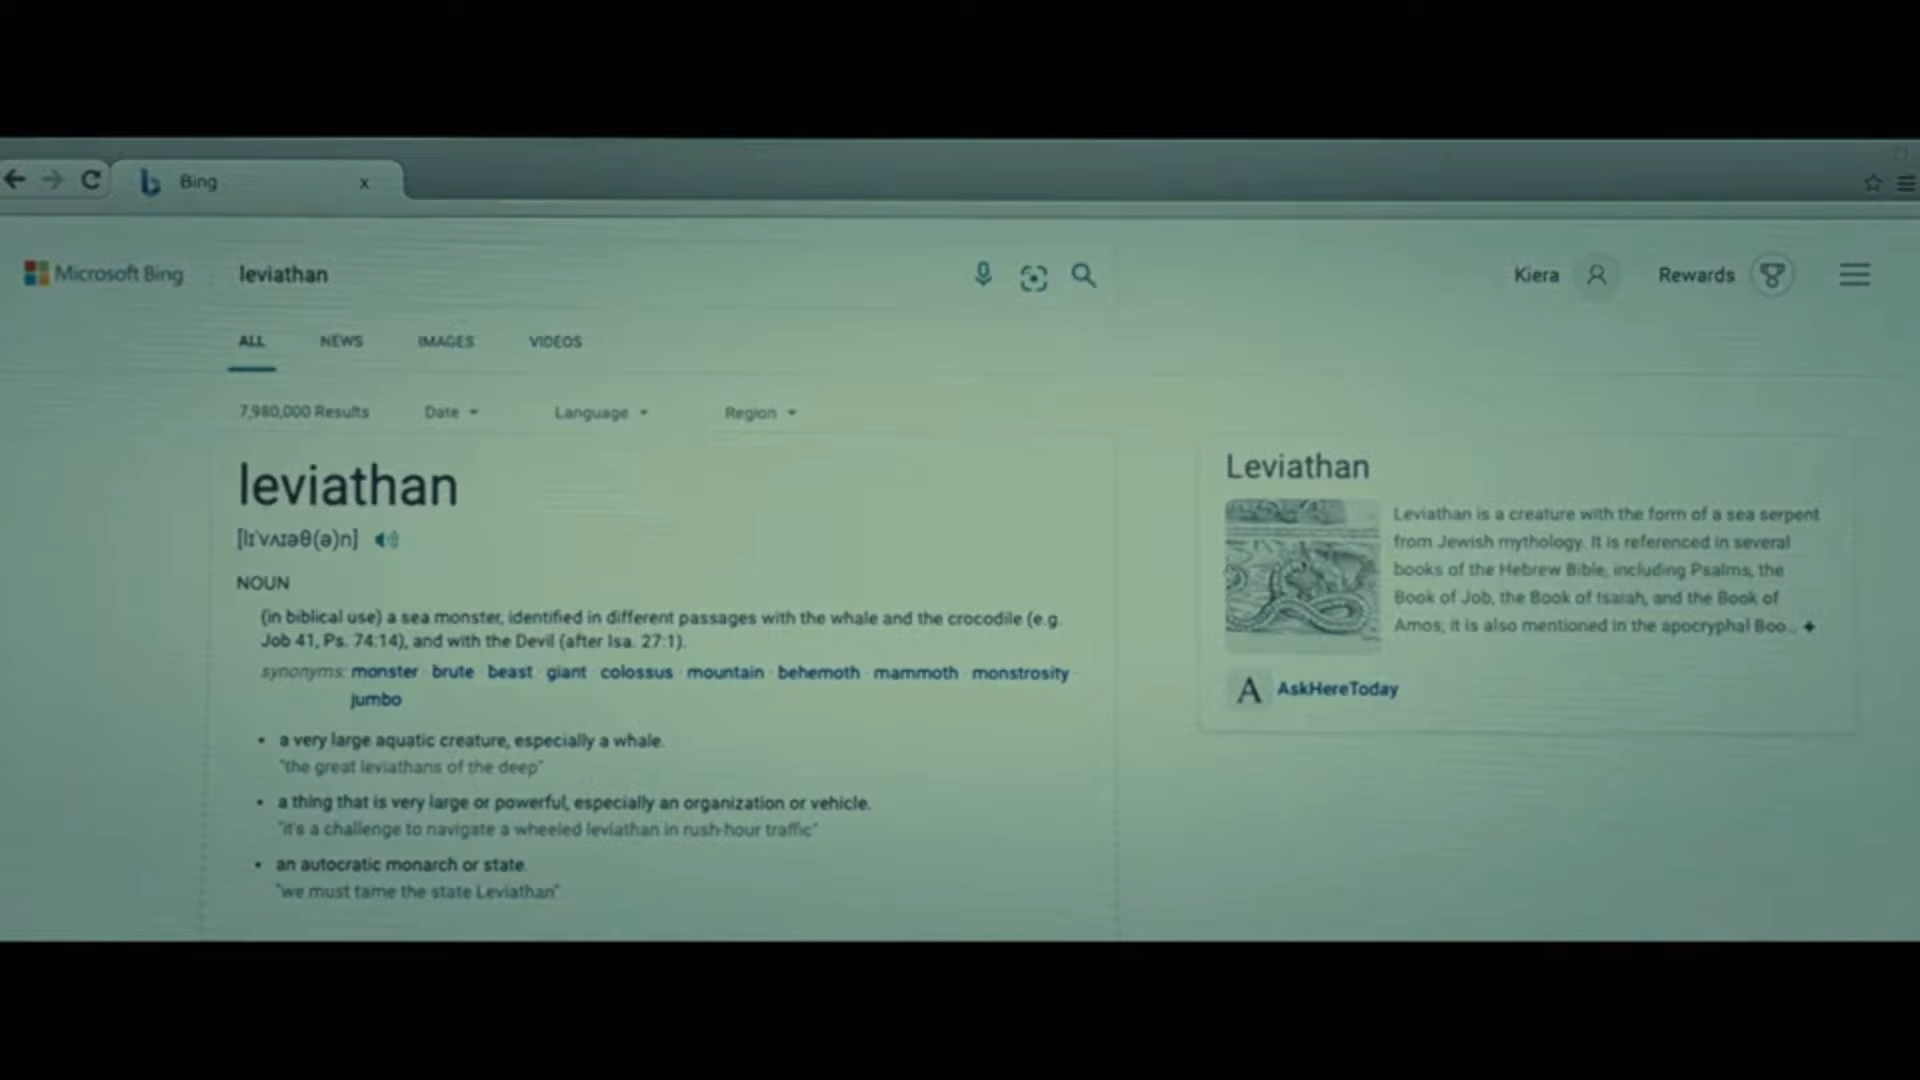 Bing x
Microsoft Bing leviathan Kiera Rewards
ALL NEWS IMAGES VIDEOS
7,980,000 Results Date Language Region
leviathan
[lɪˈvʌɪəθ(ə)n]
NOUN
(in biblical use) a sea monster, identified in different passages with the whale and the crocodile (e.g.
Job 41, Ps. 74:14), and with the Devil (after Isa. 27:1).
synonyms: monster · brute · beast · giant · colossus · mountain · behemoth · mammoth · monstrosity ·
jumbo
• a very large aquatic creature, especially a whale.
"the great leviathans of the deep"
• a thing that is very large or powerful, especially an organization or vehicle.
"it's a challenge to navigate a wheeled leviathan in rush-hour traffic"
• an autocratic monarch or state.
"we must tame the state Leviathan"
Leviathan
Leviathan is a creature with the form of a sea serpent
from Jewish mythology. It is referenced in several
books of the Hebrew Bible, including Psalms, the
Book of Job, the Book of Isaiah, and the Book of
Amos; it is also mentioned in the apocryphal Boo...
A AskHereToday